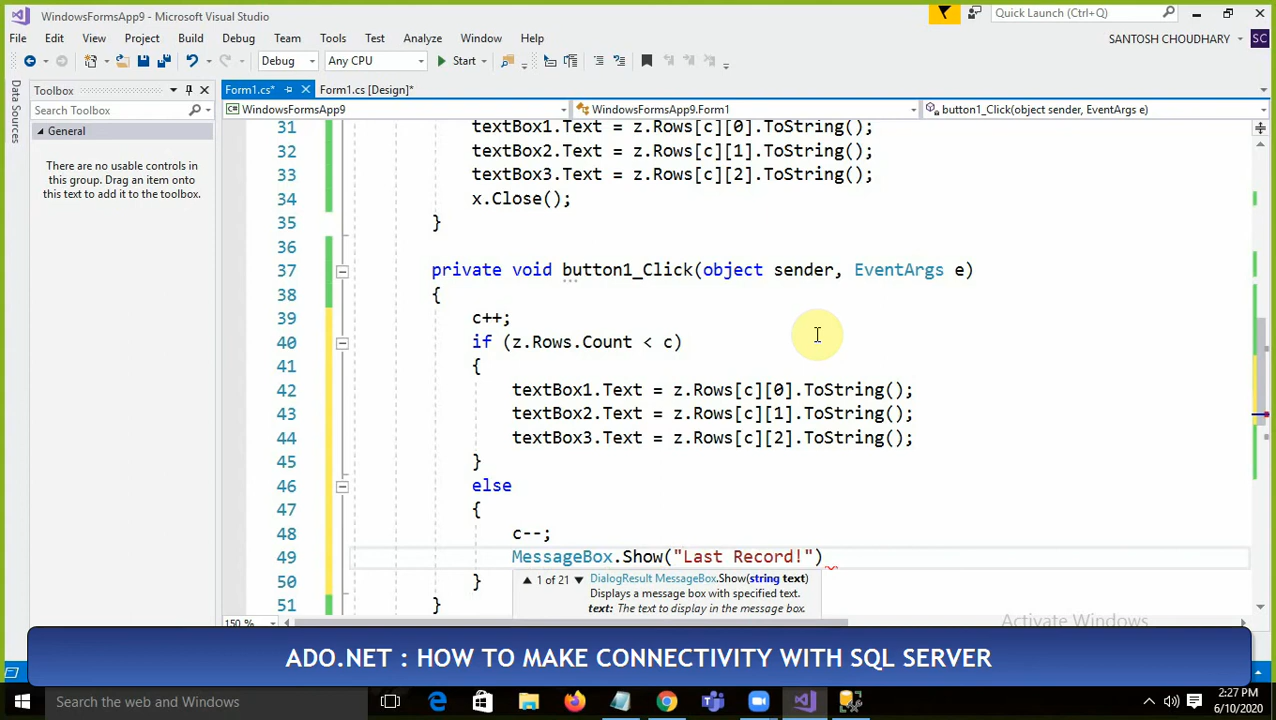 WindowsFormsApp9 - Microsoft Visual Studio
Quick Launch (Ctrl+Q)
File Edit View Project Build Debug Team Tools Test Analyze Window Help
SANTOSH CHOUDHARY SC
Debug Any CPU Start
Data Sources
Toolbox
Search Toolbox
General
There are no usable controls in
this group. Drag an item onto
this text to add it to the toolbox.
Form1.cs* Form1.cs [Design]*
WindowsFormsApp9 WindowsFormsApp9.Form1 button1_Click(object sender, EventArgs e)
31 textBox1.Text = z.Rows[c][0].ToString();
32 textBox2.Text = z.Rows[c][1].ToString();
33 textBox3.Text = z.Rows[c][2].ToString();
34 x.Close();
35 }
36
37 private void button1_Click(object sender, EventArgs e)
38 {
39 c++;
40 if (z.Rows.Count < c)
41 {
42 textBox1.Text = z.Rows[c][0].ToString();
43 textBox2.Text = z.Rows[c][1].ToString();
44 textBox3.Text = z.Rows[c][2].ToString();
45 }
46 else
47 {
48 c--;
49 MessageBox.Show("Last Record!")
50 }
51 }
1 of 21 DialogResult MessageBox.Show(string text)
Displays a message box with specified text.
text: The text to display in the message box.
150 %
Activate Windows
ADO.NET : HOW TO MAKE CONNECTIVITY WITH SQL SERVER
Search the web and Windows
2:27 PM
6/10/2020